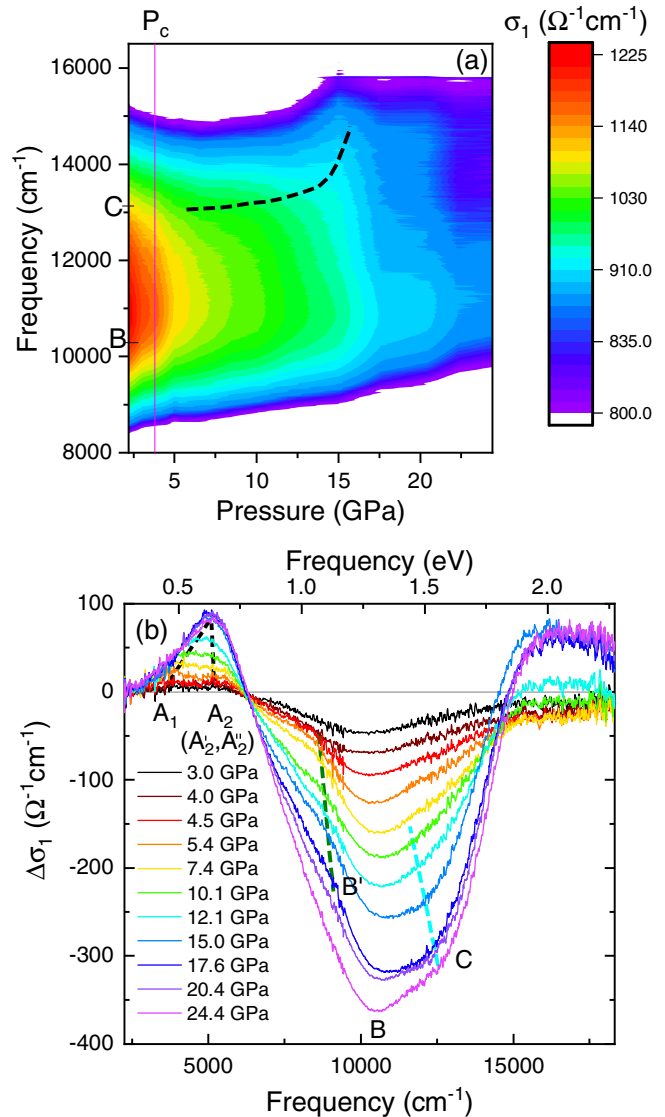 P_c
(a)
σ₁ (Ω⁻¹cm⁻¹)
16000
14000
C
12000
B
10000
8000
Frequency (cm⁻¹)
5
10
15
20
Pressure (GPa)
1225
1140
1030
910.0
835.0
800.0
Frequency (eV)
0.5
1.0
1.5
2.0
(b)
100
0
-100
-200
-300
-400
Δσ₁ (Ω⁻¹cm⁻¹)
A₁
A₂
(A₂',A₂'')
3.0 GPa
4.0 GPa
4.5 GPa
5.4 GPa
7.4 GPa
10.1 GPa
12.1 GPa
15.0 GPa
17.6 GPa
20.4 GPa
24.4 GPa
B'
C
B
5000
10000
15000
Frequency (cm⁻¹)